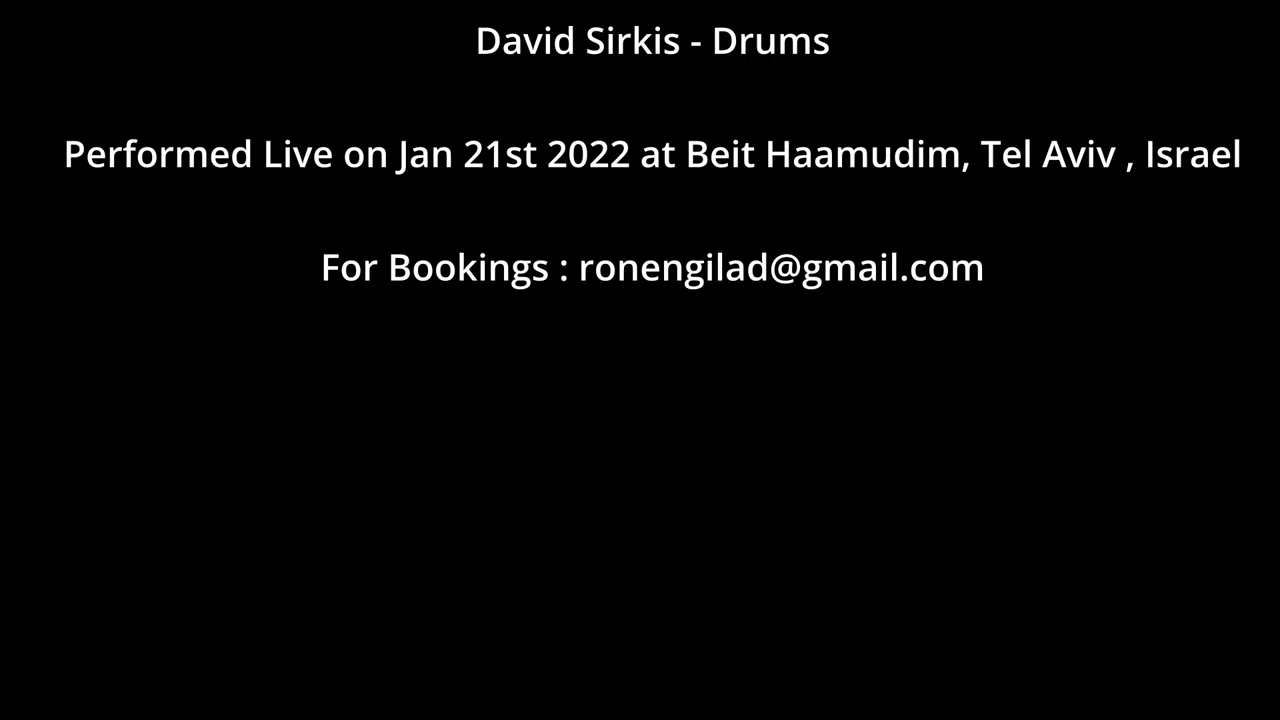 David Sirkis - Drums
Performed Live on Jan 21st 2022 at Beit Haamudim, Tel Aviv , Israel
For Bookings : ronengilad@gmail.com